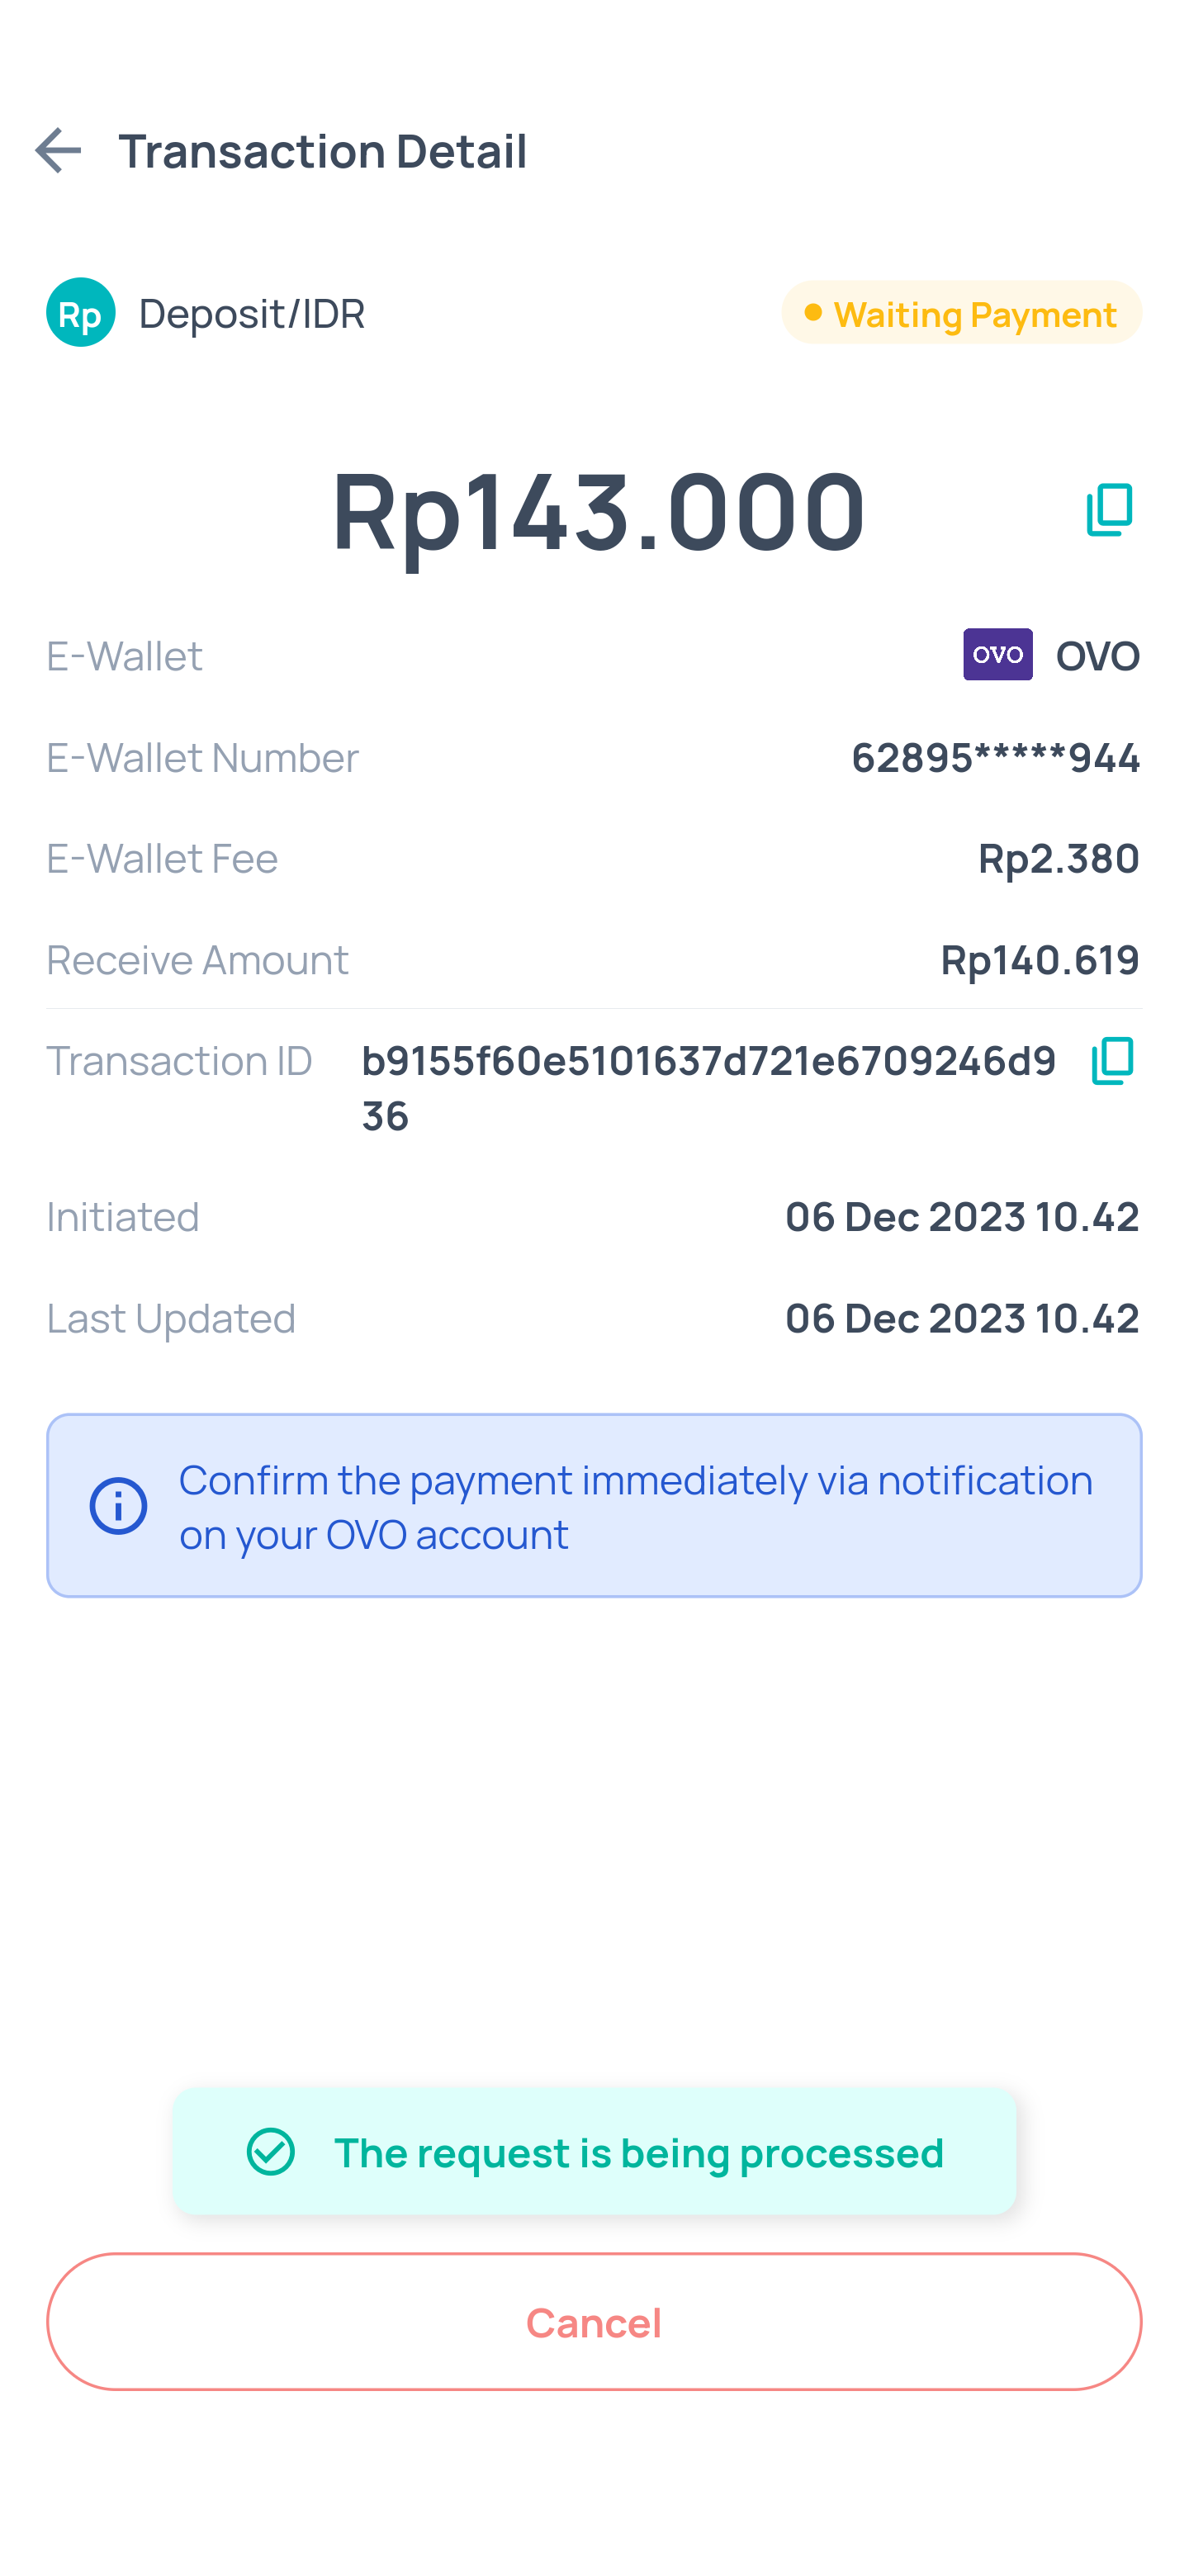 Transaction Detail
Rp Deposit/IDR Waiting Payment
Rp143.000
E-Wallet OVO OVO
E-Wallet Number 62895*****944
E-Wallet Fee Rp2.380
Receive Amount Rp140.619
Transaction ID b9155f60e5101637d721e6709246d9
36
Initiated 06 Dec 2023 10.42
Last Updated 06 Dec 2023 10.42
Confirm the payment immediately via notification
on your OVO account
The request is being processed
Cancel